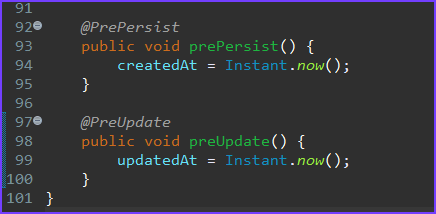 91
92 @PrePersist
93 public void prePersist() {
94 createdAt = Instant.now();
95 }
96
97 @PreUpdate
98 public void preUpdate() {
99 updatedAt = Instant.now();
100 }
101 }